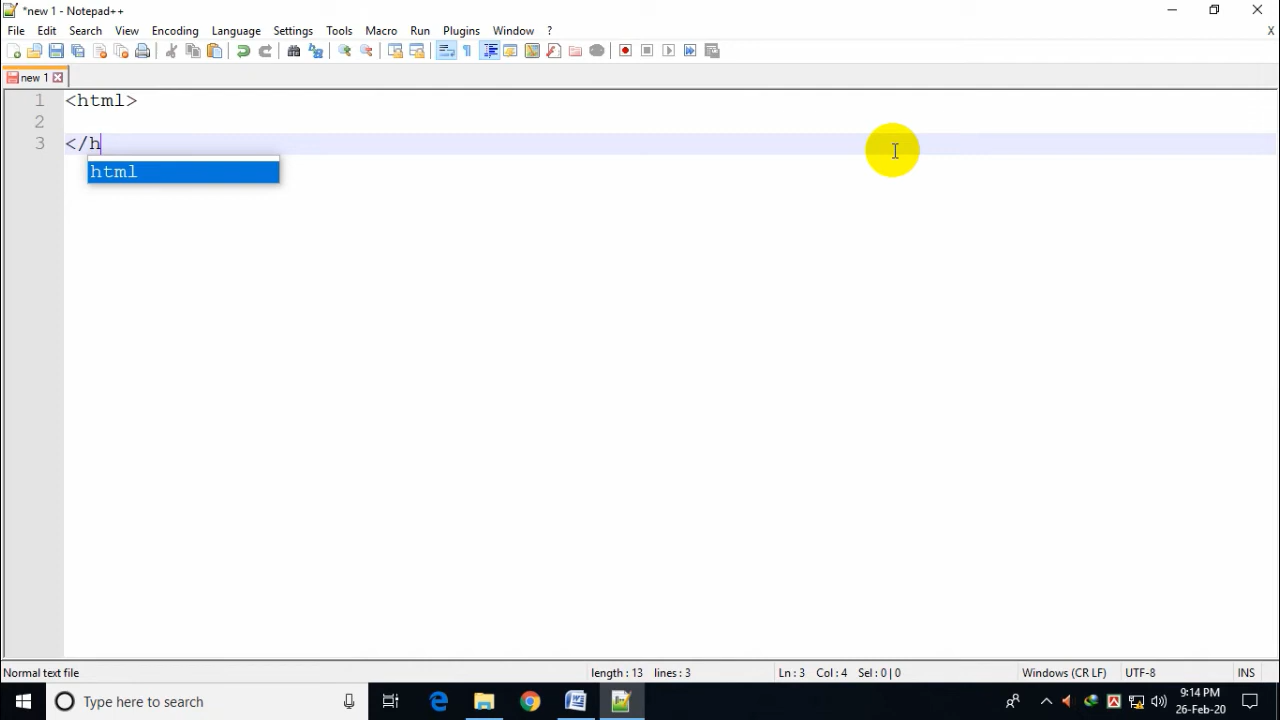 *new 1 - Notepad++
File Edit Search View Encoding Language Settings Tools Macro Run Plugins Window ? X
new 1
1 <html>
2
3 </h
html
Normal text file length : 13 lines : 3 Ln : 3 Col : 4 Sel : 0 | 0 Windows (CR LF) UTF-8 INS
Type here to search
9:14 PM
26-Feb-20